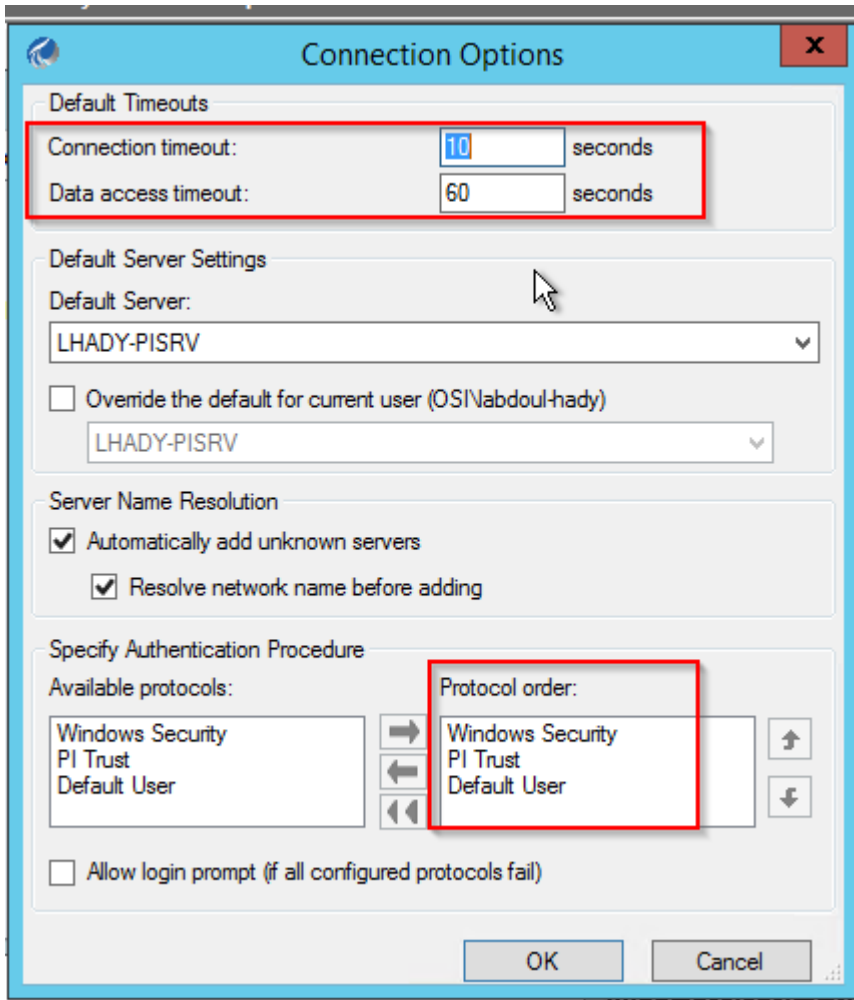 Connection Options
x
Default Timeouts
Connection timeout: 10 seconds
Data access timeout: 60 seconds
Default Server Settings
Default Server:
LHADY-PISRV
Override the default for current user (OSI\abdoul-hady)
LHADY-PISRV
Server Name Resolution
Automatically add unknown servers
Resolve network name before adding
Specify Authentication Procedure
Available protocols: Protocol order:
Windows Security Windows Security
PI Trust PI Trust
Default User Default User
Allow login prompt (if all configured protocols fail)
OK Cancel